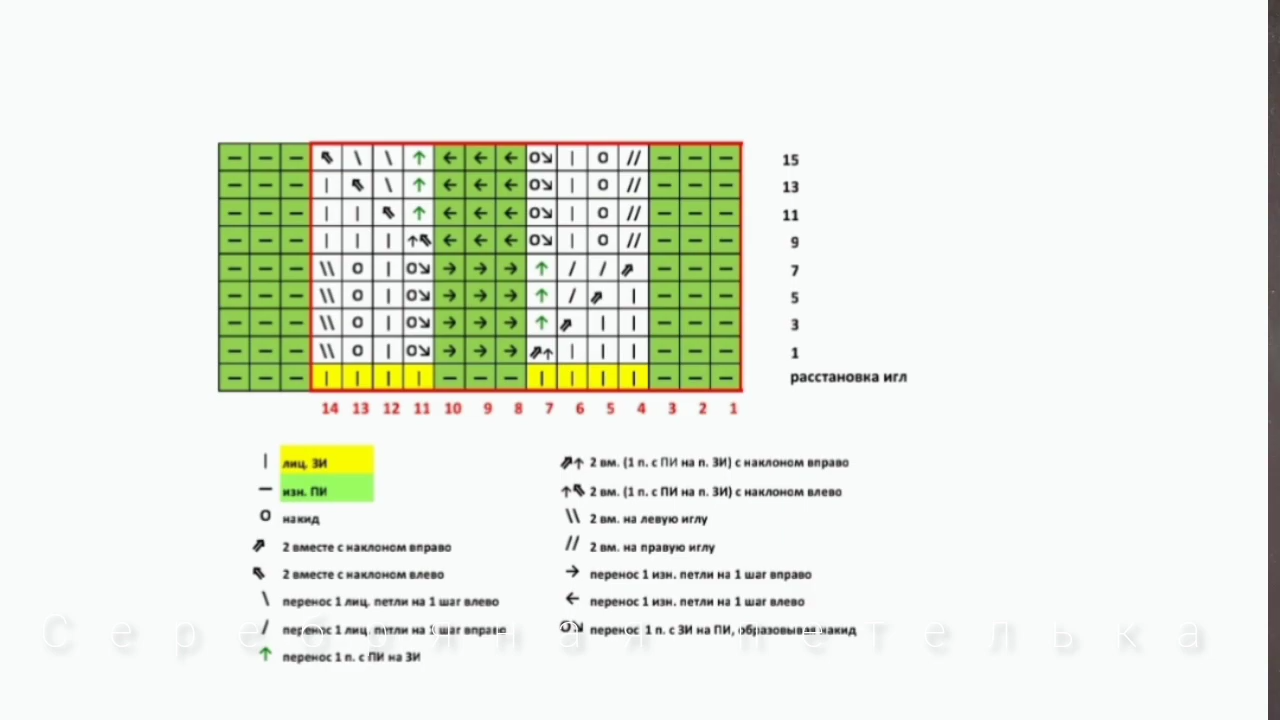 15
13
11
9
7
5
3
1
расстановка игл
14 13 12 11 10 9 8 7 6 5 4 3 2 1
лиц. ЗИ
изн. ПИ
накид
2 вместе с наклоном вправо
2 вместе с наклоном влево
перенос 1 лиц. петли на 1 шаг влево
перенос 1 лиц. петли на 1 шаг вправо
перенос 1 п. с ПИ на ЗИ
2 вм. (1 п. с ПИ на п. ЗИ) с наклоном вправо
2 вм. (1 п. с ПИ на п. ЗИ) с наклоном влево
2 вм. на левую иглу
2 вм. на правую иглу
перенос 1 изн. петли на 1 шаг вправо
перенос 1 изн. петли на 1 шаг влево
перенос 1 п. с ЗИ на ПИ, образовывая накид
Серебряная петелька